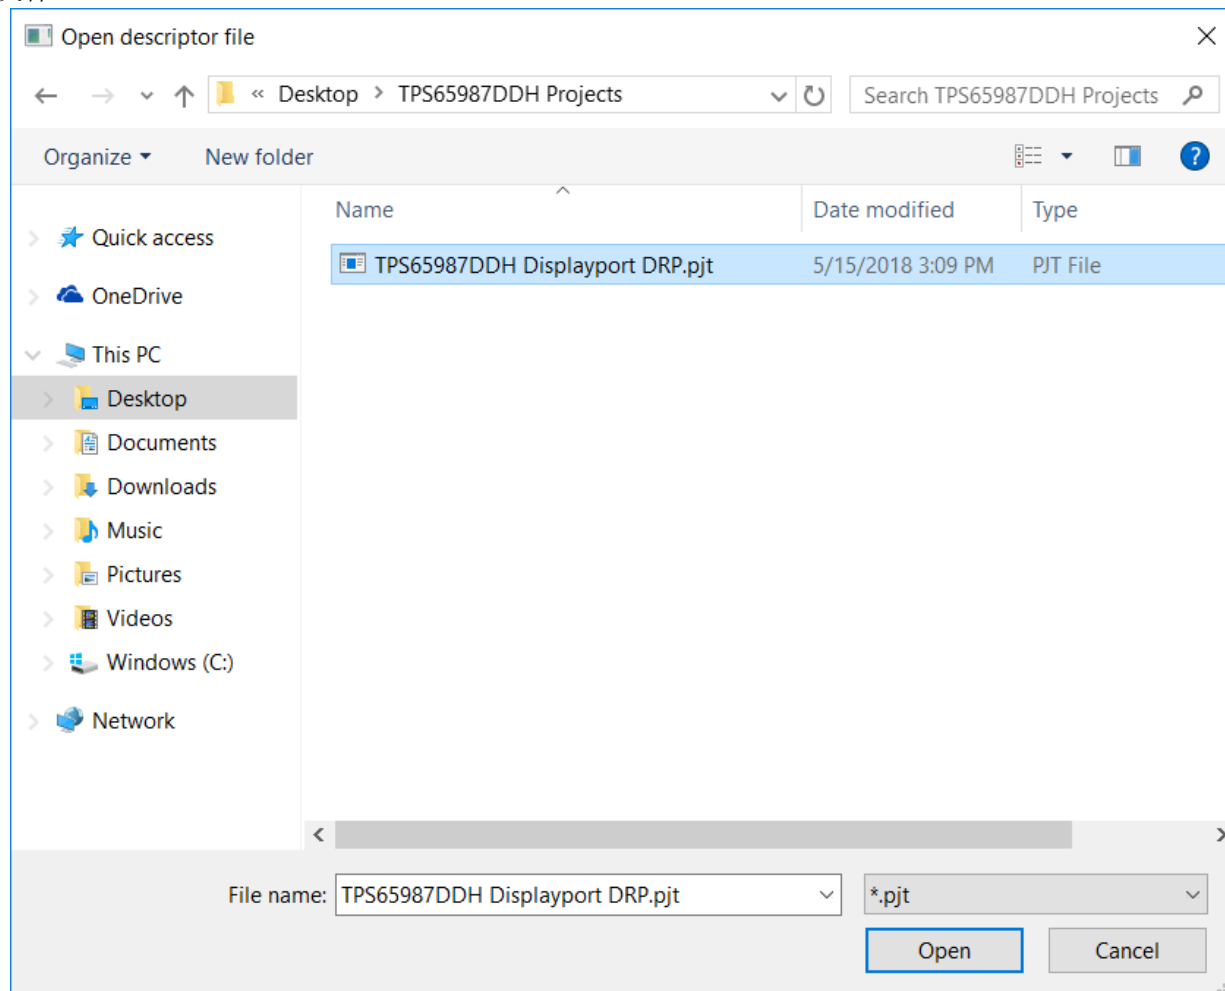 Open descriptor file
« Desktop > TPS65987DDH Projects
Search TPS65987DDH Projects
Organize
New folder
Name
Date modified
Type
Quick access
TPS65987DDH Displayport DRP.pjt
5/15/2018 3:09 PM
PJT File
OneDrive
This PC
Desktop
Documents
Downloads
Music
Pictures
Videos
Windows (C:)
Network
File name:
TPS65987DDH Displayport DRP.pjt
*.pjt
Open
Cancel